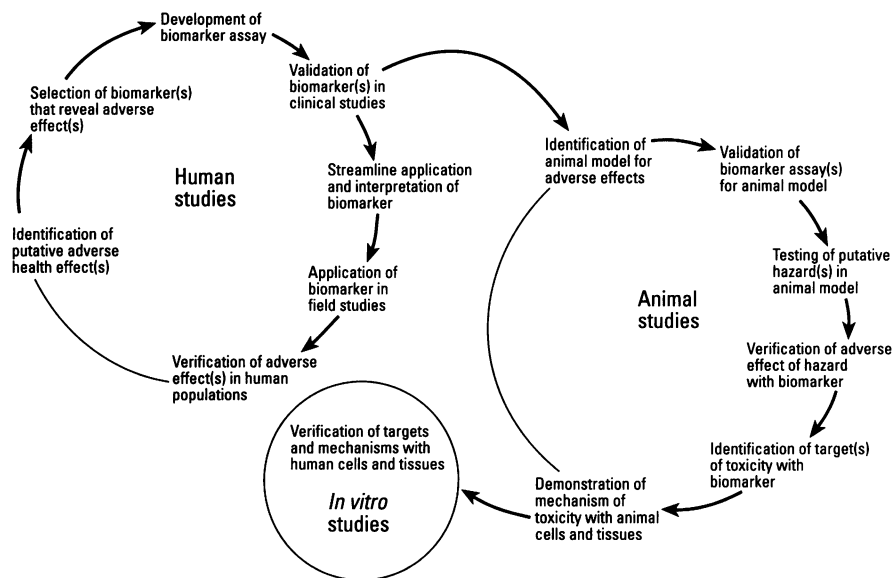 Development of
biomarker assay
Validation of
biomarker(s) in
clinical studies
Selection of biomarker(s)
that reveal adverse
effect(s)
Human
studies
Streamline application
and interpretation of
biomarker
Identification of
putative adverse
health effect(s)
Application of
biomarker in
field studies
Verification of adverse
effect(s) in human
populations
Identification of
animal model for
adverse effects
Validation of
biomarker assay(s)
for animal model
Testing of putative
hazard(s) in
animal model
Animal
studies
Verification of adverse
effect of hazard
with biomarker
Identification of target(s)
of toxicity with
biomarker
Demonstration of
mechanism of
toxicity with animal
cells and tissues
Verification of targets
and mechanisms with
human cells and tissues
In vitro
studies